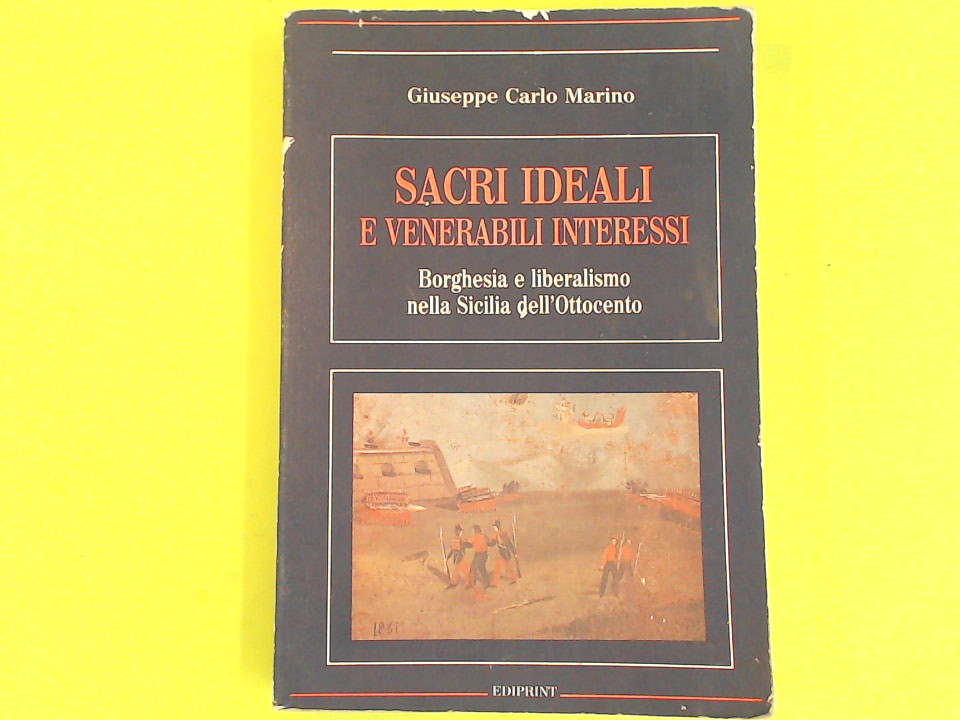 Giuseppe Carlo Marino
SACRI IDEALI
E VENERABILI INTERESSI
Borghesia e liberalismo
nella Sicilia dell'Ottocento
1861
EDIPRINT